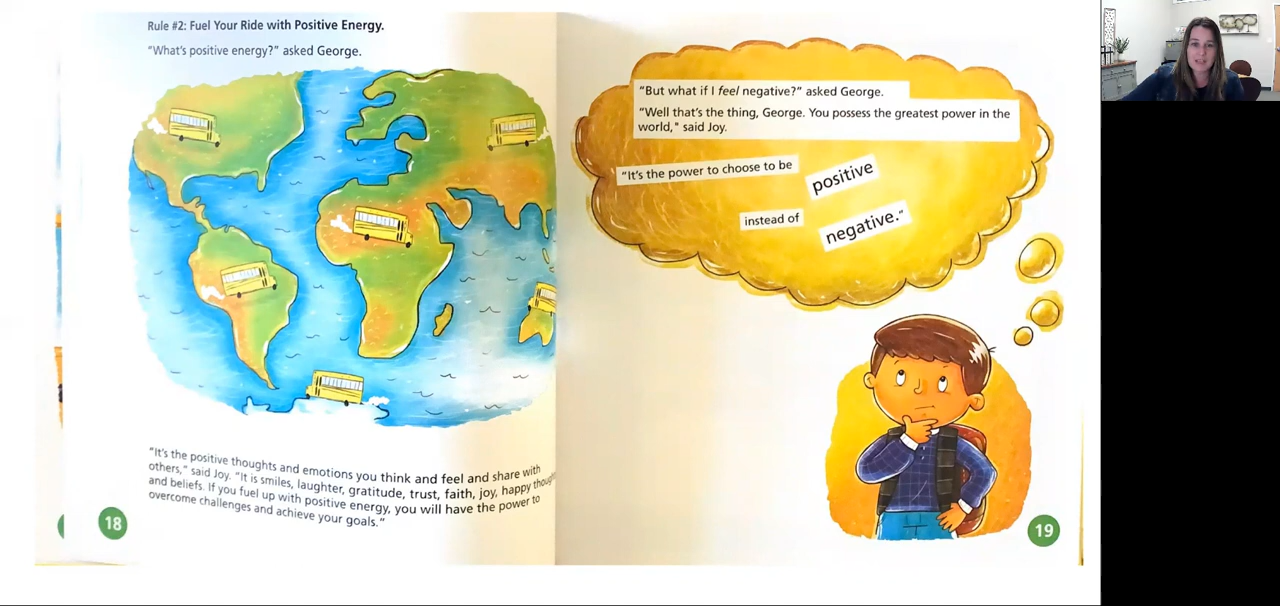 Rule #2: Fuel Your Ride with Positive Energy.
"What's positive energy?" asked George.
"It's the positive thoughts and emotions you think and feel and share with
others," said Joy. "It is smiles, laughter, gratitude, trust, faith, joy, happy
and beliefs. If you fuel up with positive energy, you will have the power to
overcome challenges and achieve your goals."
18
"But what if I feel negative?" asked George.
"Well that's the thing, George. You possess the greatest power in the
world," said Joy.
"It's the power to choose to be
positive
instead of
negative."
19